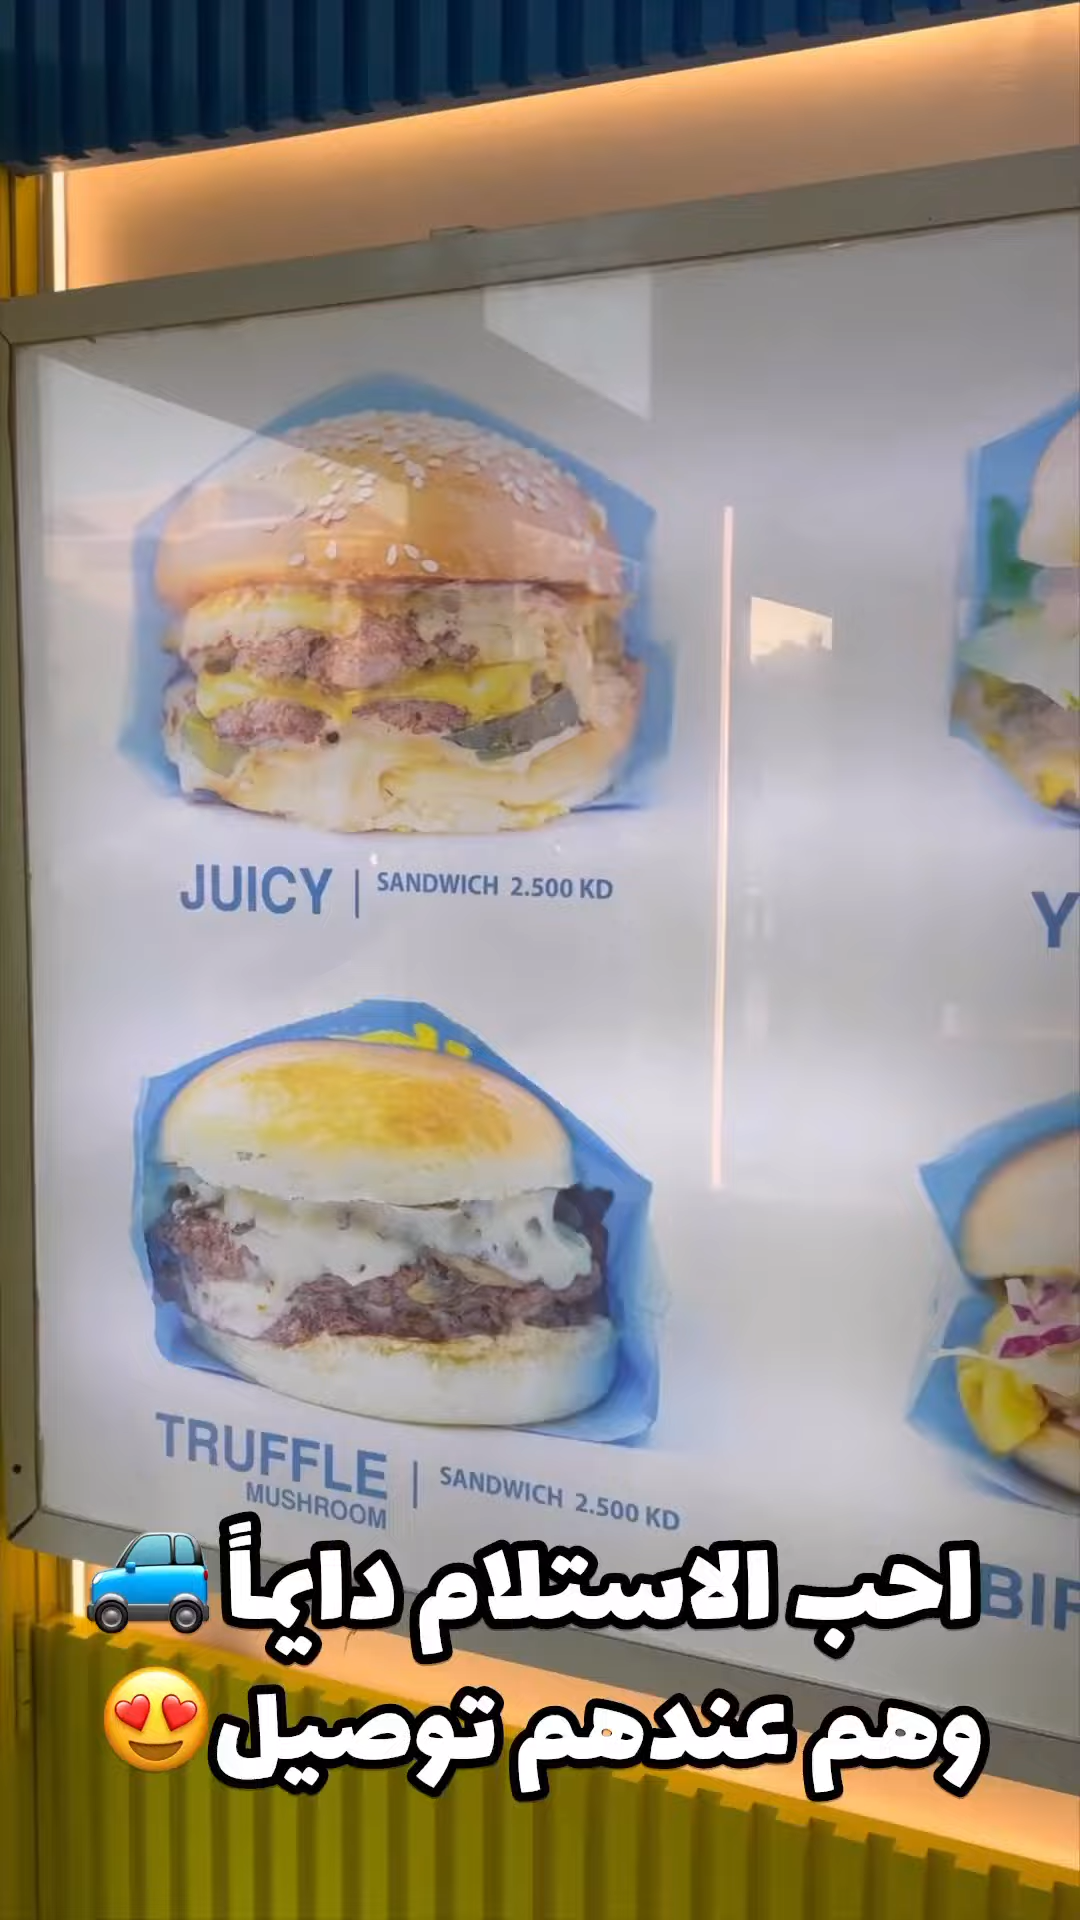 JUICY | SANDWICH 2.500 KD
TRUFFLE
MUSHROOM | SANDWICH 2.500 KD
احب الاستلام دايماً🚙
وهم عندهم توصيل😍